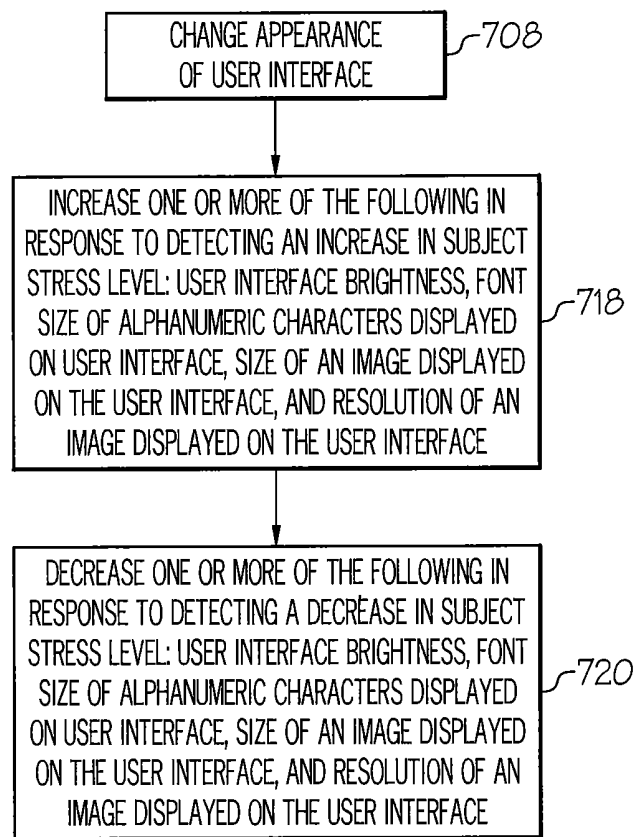 CHANGE APPEARANCE
OF USER INTERFACE
708
INCREASE ONE OR MORE OF THE FOLLOWING IN
RESPONSE TO DETECTING AN INCREASE IN SUBJECT
STRESS LEVEL: USER INTERFACE BRIGHTNESS, FONT
SIZE OF ALPHANUMERIC CHARACTERS DISPLAYED
ON USER INTERFACE, SIZE OF AN IMAGE DISPLAYED
ON THE USER INTERFACE, AND RESOLUTION OF AN
IMAGE DISPLAYED ON THE USER INTERFACE
718
DECREASE ONE OR MORE OF THE FOLLOWING IN
RESPONSE TO DETECTING A DECREASE IN SUBJECT
STRESS LEVEL: USER INTERFACE BRIGHTNESS, FONT
SIZE OF ALPHANUMERIC CHARACTERS DISPLAYED
ON USER INTERFACE, SIZE OF AN IMAGE DISPLAYED
ON THE USER INTERFACE, AND RESOLUTION OF AN
IMAGE DISPLAYED ON THE USER INTERFACE
720